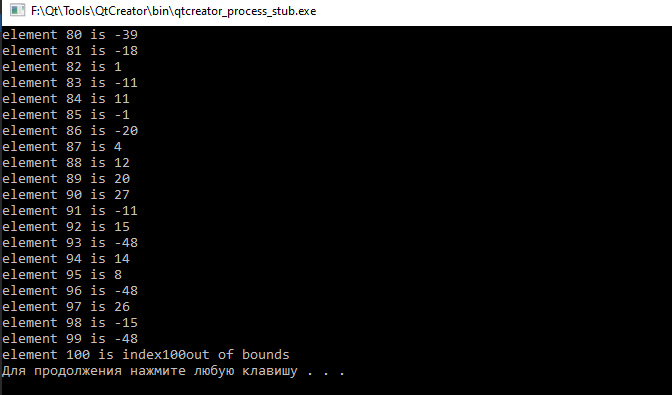 F:\Qt\Tools\QtCreator\bin\qtcreator_process_stub.exe
element 80 is -39
element 81 is -18
element 82 is 1
element 83 is -11
element 84 is 11
element 85 is -1
element 86 is -20
element 87 is 4
element 88 is 12
element 89 is 20
element 90 is 27
element 91 is -11
element 92 is 15
element 93 is -48
element 94 is 14
element 95 is 8
element 96 is -48
element 97 is 26
element 98 is -15
element 99 is -48
element 100 is index100out of bounds
Для продолжения нажмите любую клавишу . . .